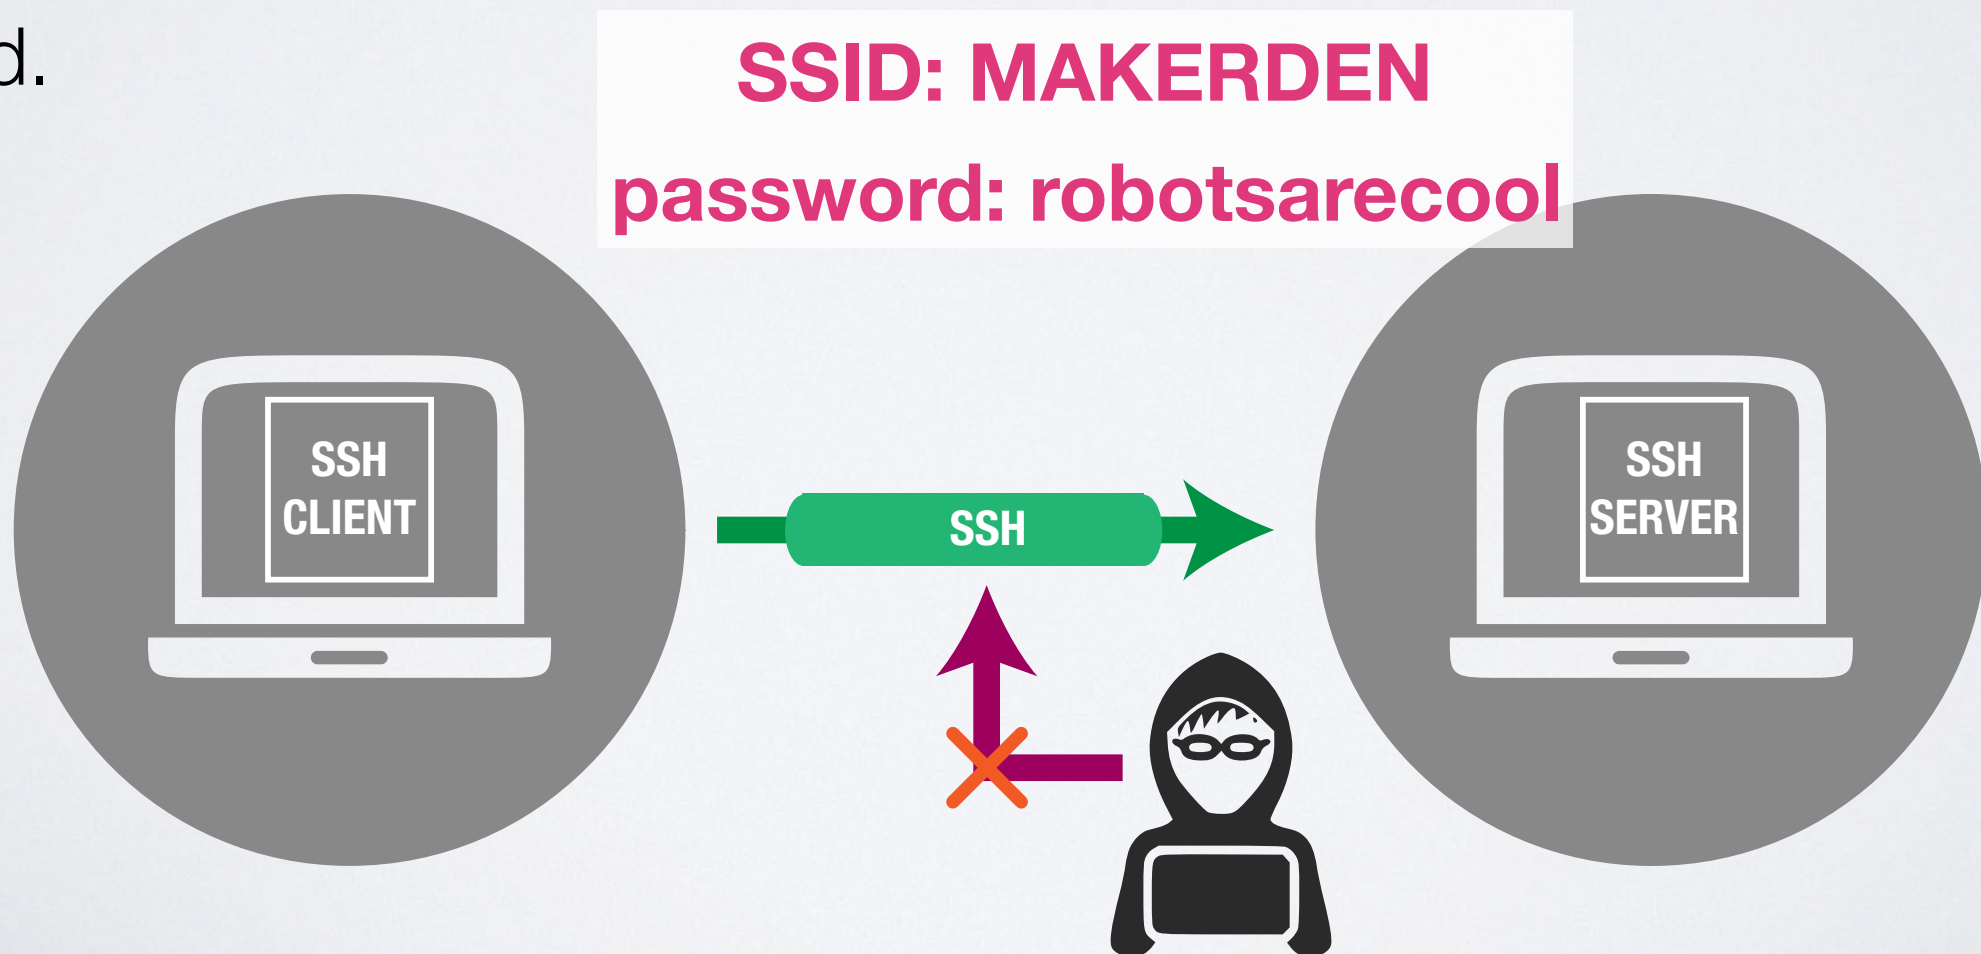 d.
SSID: MAKERDEN
password: robotsarecool
SSH
CLIENT
SSH
SSH
SERVER